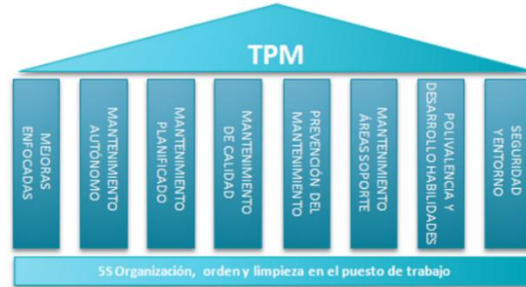 TPM
MEJORAS
ENFOCADAS
MANTENIMIENTO
AUTÓNOMO
MANTENIMIENTO
PLANIFICADO
MANTENIMIENTO
DE CALIDAD
PREVENCIÓN DEL
MANTENIMIENTO
MANTENIMIENTO
ÁREAS SOPORTE
POLIVALENCIA Y
DESARROLLO HABILIDADES
SEGURIDAD
Y ENTORNO
5S Organización, orden y limpieza en el puesto de trabajo